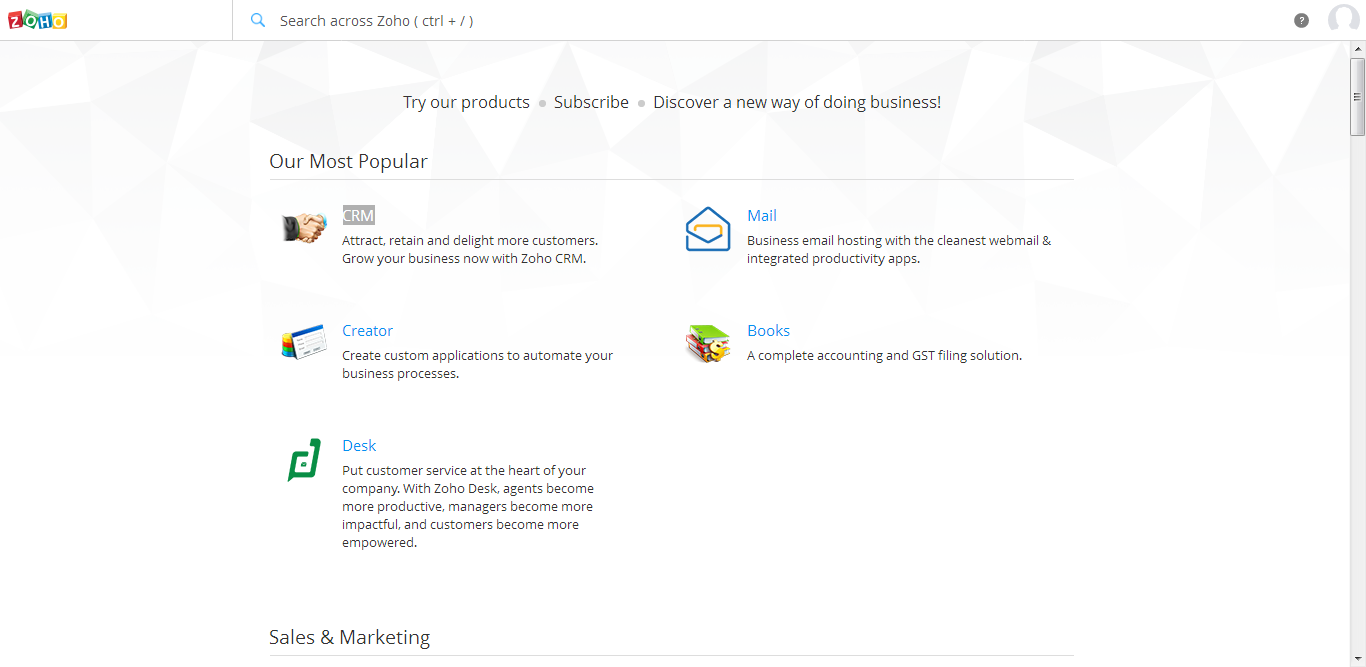 ZOHO
Search across Zoho ( ctrl + / )
?
Try our products • Subscribe • Discover a new way of doing business!
Our Most Popular
CRM
Attract, retain and delight more customers.
Grow your business now with Zoho CRM.
Mail
Business email hosting with the cleanest webmail &
integrated productivity apps.
Creator
Create custom applications to automate your
business processes.
Books
A complete accounting and GST filing solution.
Desk
Put customer service at the heart of your
company. With Zoho Desk, agents become
more productive, managers become more
impactful, and customers become more
empowered.
Sales & Marketing